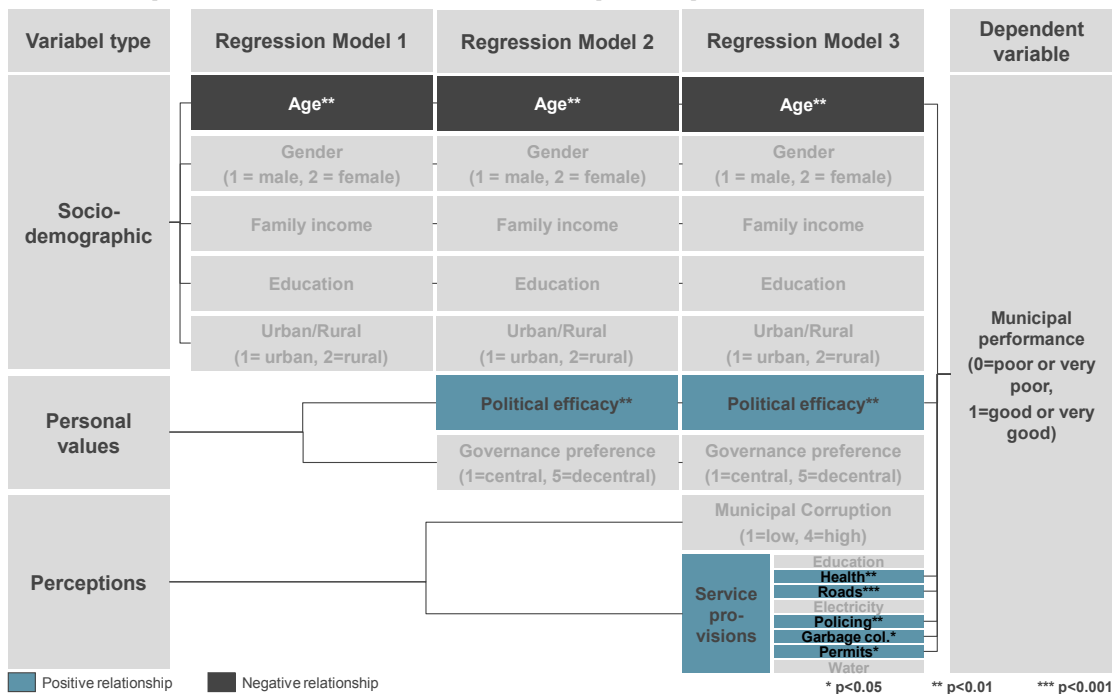 Variabel type
Regression Model 1
Regression Model 2
Regression Model 3
Dependent
variable
Socio-
demographic
Age**
Age**
Age**
Gender
(1 = male, 2 = female)
Gender
(1 = male, 2 = female)
Gender
(1 = male, 2 = female)
Family income
Family income
Family income
Education
Education
Education
Urban/Rural
(1= urban, 2=rural)
Urban/Rural
(1= urban, 2=rural)
Urban/Rural
(1= urban, 2=rural)
Personal
values
Political efficacy**
Political efficacy**
Governance preference
(1=central, 5=decentral)
Governance preference
(1=central, 5=decentral)
Perceptions
Municipal Corruption
(1=low, 4=high)
Service
pro-
visions
Education
Health**
Roads***
Electricity
Policing**
Garbage col.*
Permits*
Water
Municipal
performance
(0=poor or very
poor,
1=good or very
good)
Positive relationship
Negative relationship
* p<0.05
** p<0.01
*** p<0.001